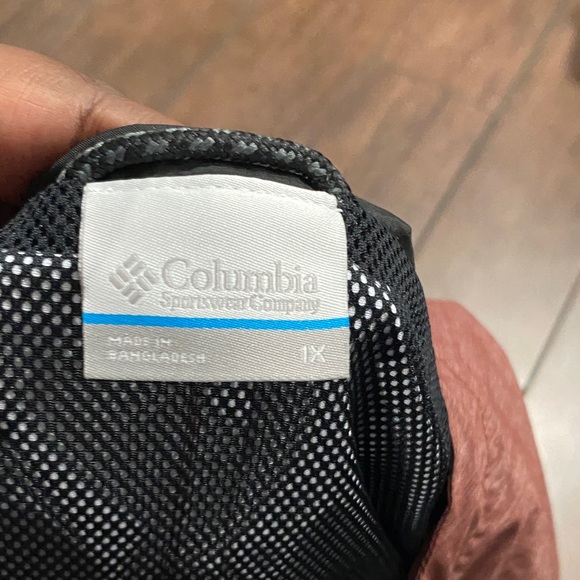 Columbia
Sportswear Company
MADE IN
BANGLADESH
1X